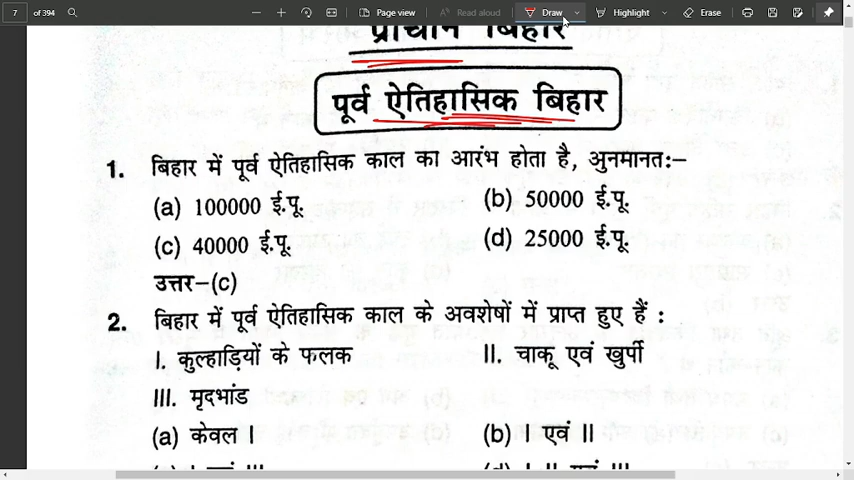 7 of 394 Page view Read aloud Draw Highlight Erase
प्राचीन बिहार
पूर्व ऐतिहासिक बिहार
1. बिहार में पूर्व ऐतिहासिक काल का आरंभ होता है, अुनमानतः–
(a) 100000 ई.पू. (b) 50000 ई.पू.
(c) 40000 ई.पू. (d) 25000 ई.पू.
उत्तर–(c)
2. बिहार में पूर्व ऐतिहासिक काल के अवशेषों में प्राप्त हुए हैं :
I. कुल्हाड़ियों के फलक II. चाकू एवं खुर्पी
III. मृदभांड
(a) केवल I (b) I एवं II